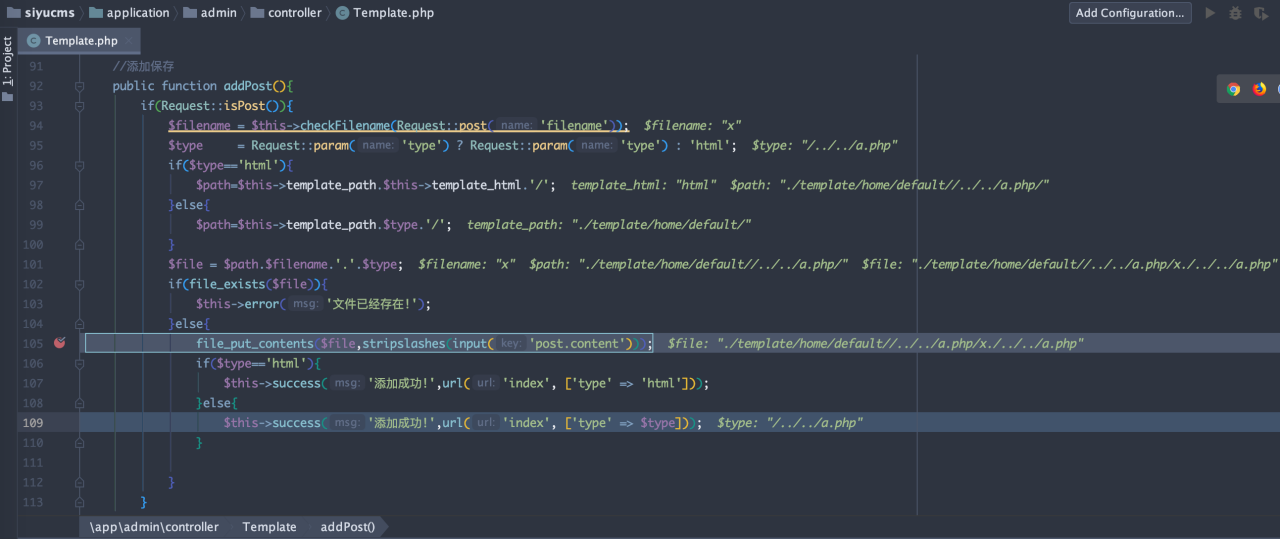 siyucms application admin controller Template.php Add Configuration...
Template.php
1: Project
91 //添加保存
92 public function addPost(){
93 if(Request::isPost()){
94 $filename = $this->checkFilename(Request::post( name: 'filename')); $filename: "x"
95 $type = Request::param( name: 'type') ? Request::param( name: 'type') : 'html'; $type: "/../../a.php"
96 if($type=='html'){
97 $path=$this->template_path.$this->template_html.'/'; template_html: "html" $path: "./template/home/default//../../a.php/"
98 }else{
99 $path=$this->template_path.$type.'/'; template_path: "./template/home/default/"
100 }
101 $file = $path.$filename.'.'.$type; $filename: "x" $path: "./template/home/default//../../a.php/" $file: "./template/home/default//../../a.php/x./../../a.php"
102 if(file_exists($file)){
103 $this->error( msg: '文件已经存在!');
104 }else{
105 file_put_contents($file,stripslashes(input( key: 'post.content'))); $file: "./template/home/default//../../a.php/x./../../a.php"
106 if($type=='html'){
107 $this->success( msg: '添加成功!',url( url: 'index', ['type' => 'html']));
108 }else{
109 $this->success( msg: '添加成功!',url( url: 'index', ['type' => $type])); $type: "/../../a.php"
110 }
111
112 }
113 }
\app\admin\controller Template addPost()